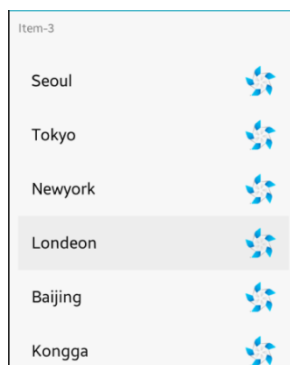 Item-3
Seoul
Tokyo
Newyork
Londeon
Baijing
Kongga